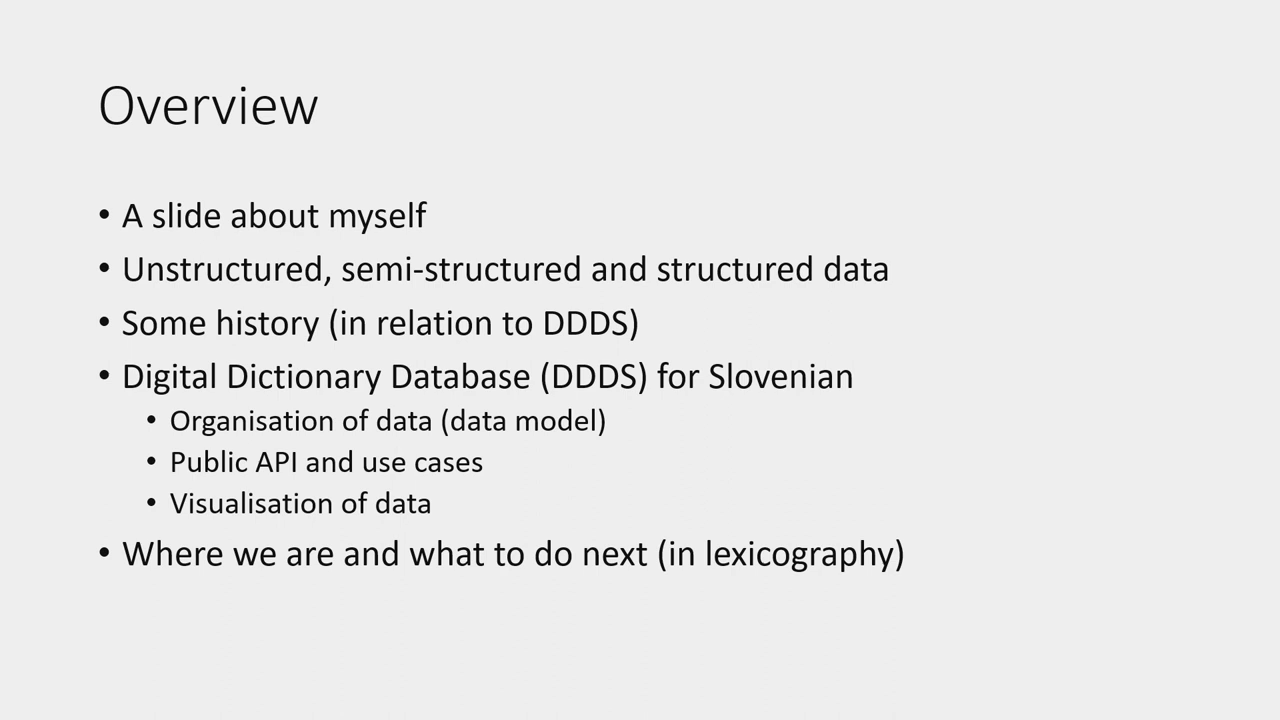 Overview
• A slide about myself
• Unstructured, semi-structured and structured data
• Some history (in relation to DDDS)
• Digital Dictionary Database (DDDS) for Slovenian
• Organisation of data (data model)
• Public API and use cases
• Visualisation of data
• Where we are and what to do next (in lexicography)